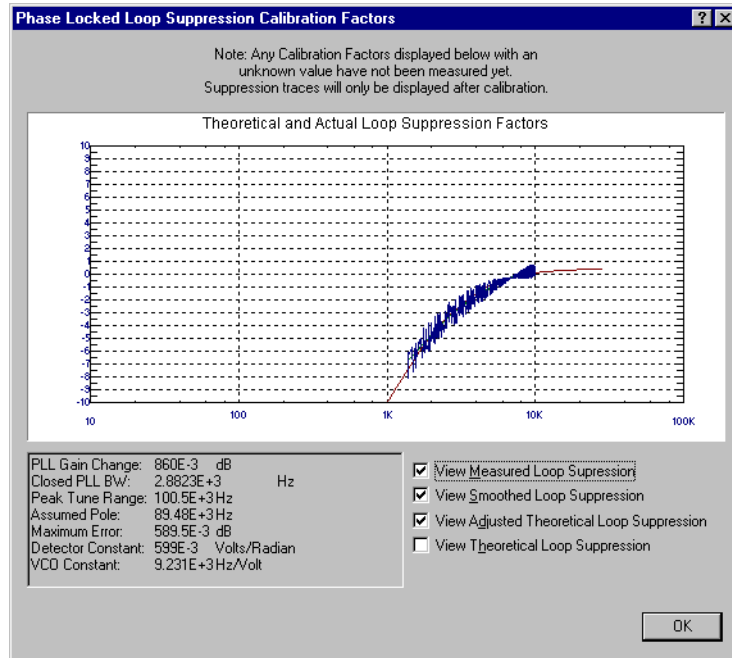 Phase Locked Loop Suppression Calibration Factors
Note: Any Calibration Factors displayed below with an
unknown value have not been measured yet.
Suppression traces will only be displayed after calibration.
Theoretical and Actual Loop Suppression Factors
10
9
8
7
6
5
4
3
2
1
0
-2
-3
-4
-5
-6
-7
-8
-9
-10
10
100
1K
10K
100K
PLL Gain Change: 860E-3 dB
Closed PLL BW: 2.8823E+3 Hz
Peak Tune Range: 100.5E+3 Hz
Assumed Pole: 89.48E+3 Hz
Maximum Error: 589.5E-3 dB
Detector Constant: 599E-3 Volts/Radian
VCO Constant: 9.231E+3 Hz/Volt
View Measured Loop Supression
View Smoothed Loop Suppression
View Adjusted Theoretical Loop Suppression
View Theoretical Loop Suppression
OK